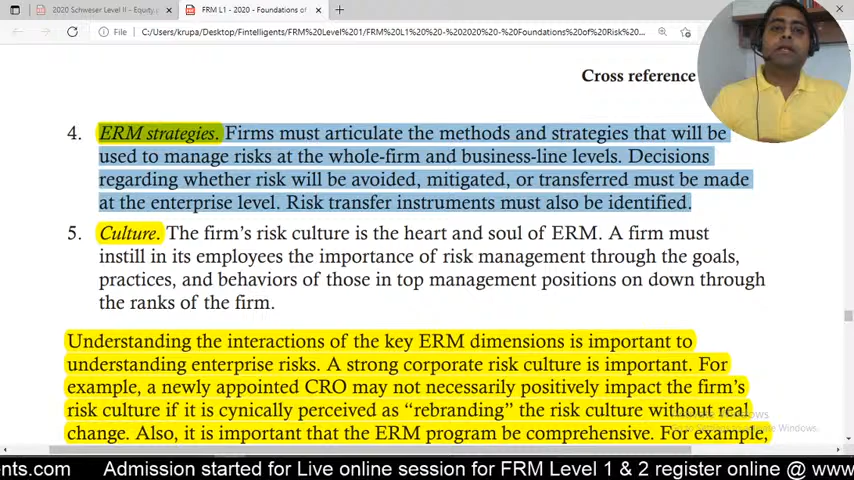 2020 Schweser Level II - Equity.p
FRM L1 - 2020 - Foundations of
File
C:/Users/krupa/Desktop/Fintelligents/FRM%20Level%201/FRM%20L1%20-%202020%20-%20Foundations%20of%20Risk%20...
Cross reference
4. ERM strategies. Firms must articulate the methods and strategies that will be
used to manage risks at the whole-firm and business-line levels. Decisions
regarding whether risk will be avoided, mitigated, or transferred must be made
at the enterprise level. Risk transfer instruments must also be identified.
5. Culture. The firm's risk culture is the heart and soul of ERM. A firm must
instill in its employees the importance of risk management through the goals,
practices, and behaviors of those in top management positions on down through
the ranks of the firm.
Understanding the interactions of the key ERM dimensions is important to
understanding enterprise risks. A strong corporate risk culture is important. For
example, a newly appointed CRO may not necessarily positively impact the firm's
risk culture if it is cynically perceived as “rebranding” the risk culture without real
change. Also, it is important that the ERM program be comprehensive. For example,
Windows.
ents.com Admission started for Live online session for FRM Level 1 & 2 register online @ www